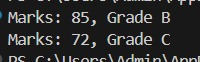 Marks: 85, Grade B
Marks: 72, Grade C
PS C:\Users\Admin\App